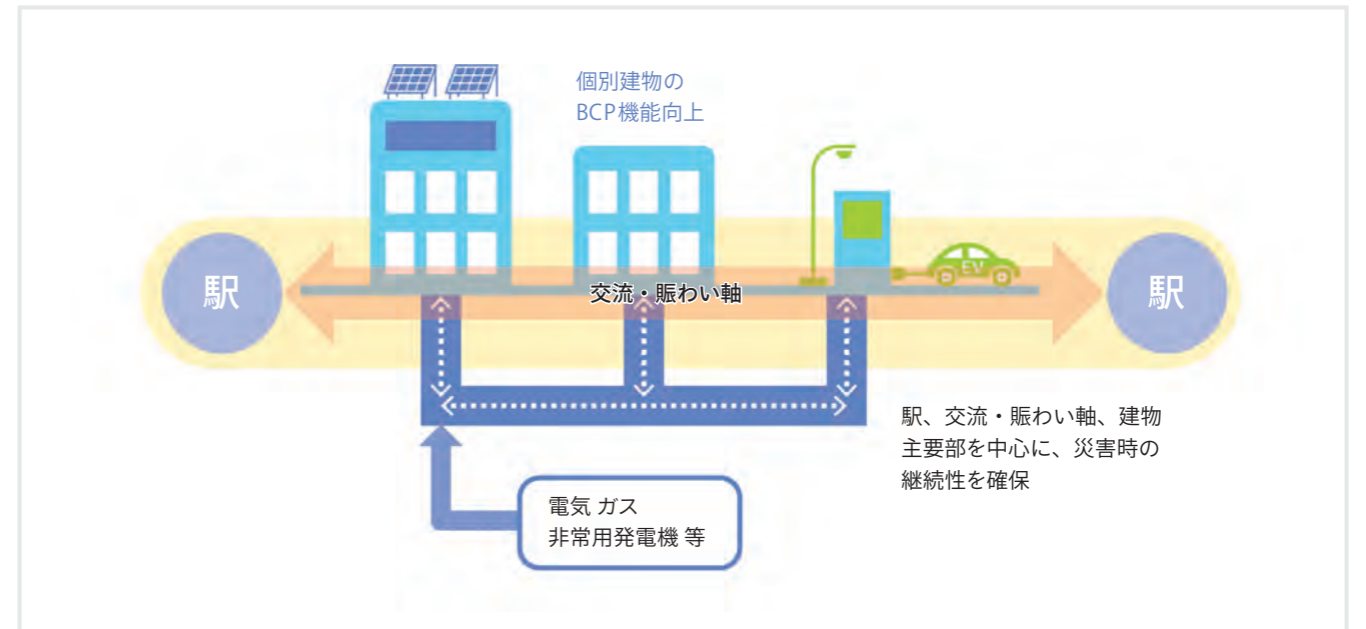 個別建物の
BCP機能向上
駅
交流・賑わい軸
EV
駅
駅、交流・賑わい軸、建物
主要部を中心に、災害時の
継続性を確保
電気 ガス
非常用発電機 等